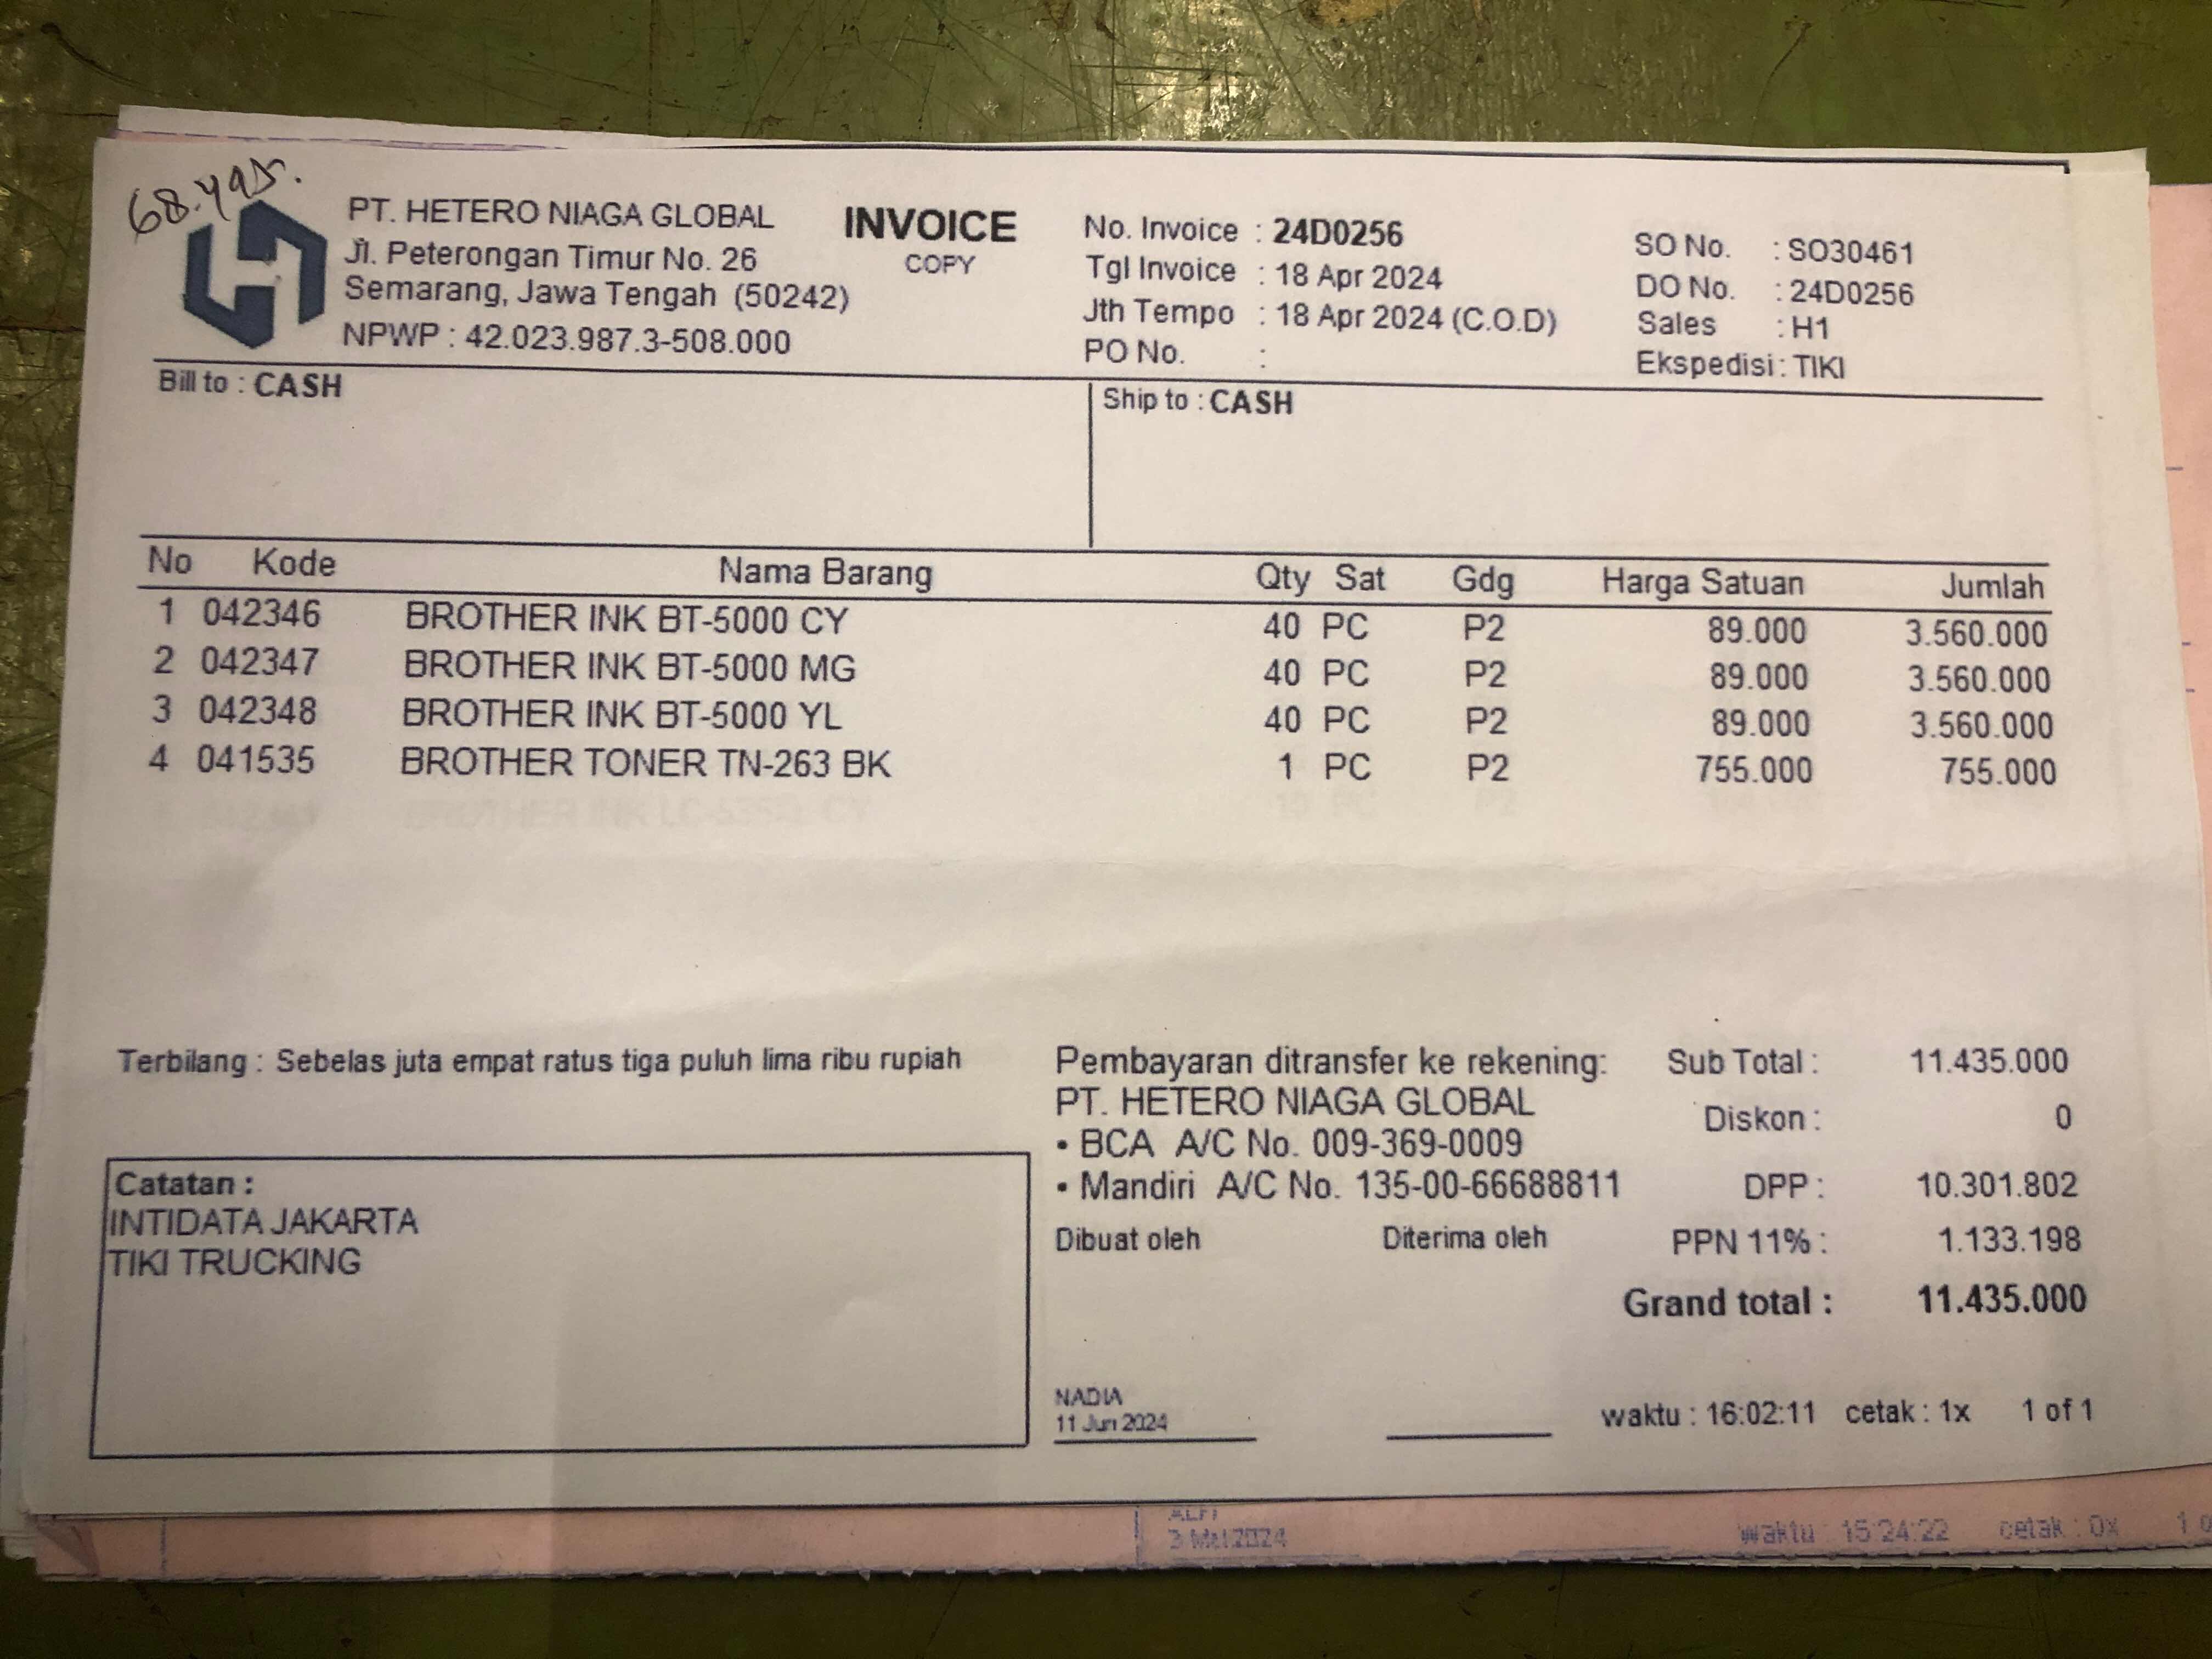 68.495.
PT. HETERO NIAGA GLOBAL
Jl. Peterongan Timur No. 26
Semarang, Jawa Tengah (50242)
NPWP : 42.023.987.3-508.000
INVOICE
COPY
No. Invoice : 24D0256
Tgl Invoice : 18 Apr 2024
Jth Tempo : 18 Apr 2024 (C.O.D)
PO No. :
SO No. : SO30461
DO No. : 24D0256
Sales : H1
Ekspedisi : TIKI
Bill to : CASH
Ship to : CASH
No Kode Nama Barang Qty Sat Gdg Harga Satuan Jumlah
1 042346 BROTHER INK BT-5000 CY 40 PC P2 89.000 3.560.000
2 042347 BROTHER INK BT-5000 MG 40 PC P2 89.000 3.560.000
3 042348 BROTHER INK BT-5000 YL 40 PC P2 89.000 3.560.000
4 041535 BROTHER TONER TN-263 BK 1 PC P2 755.000 755.000
Terbilang : Sebelas juta empat ratus tiga puluh lima ribu rupiah
Catatan :
INTIDATA JAKARTA
TIKI TRUCKING
Pembayaran ditransfer ke rekening:
PT. HETERO NIAGA GLOBAL
• BCA A/C No. 009-369-0009
• Mandiri A/C No. 135-00-66688811
Dibuat oleh Diterima oleh
NADIA
11 Jun 2024
Sub Total : 11.435.000
Diskon : 0
DPP : 10.301.802
PPN 11% : 1.133.198
Grand total : 11.435.000
waktu : 16:02:11 cetak : 1x 1 of 1
3 Mei 2024
waktu : 15:24:22 cetak : 0x